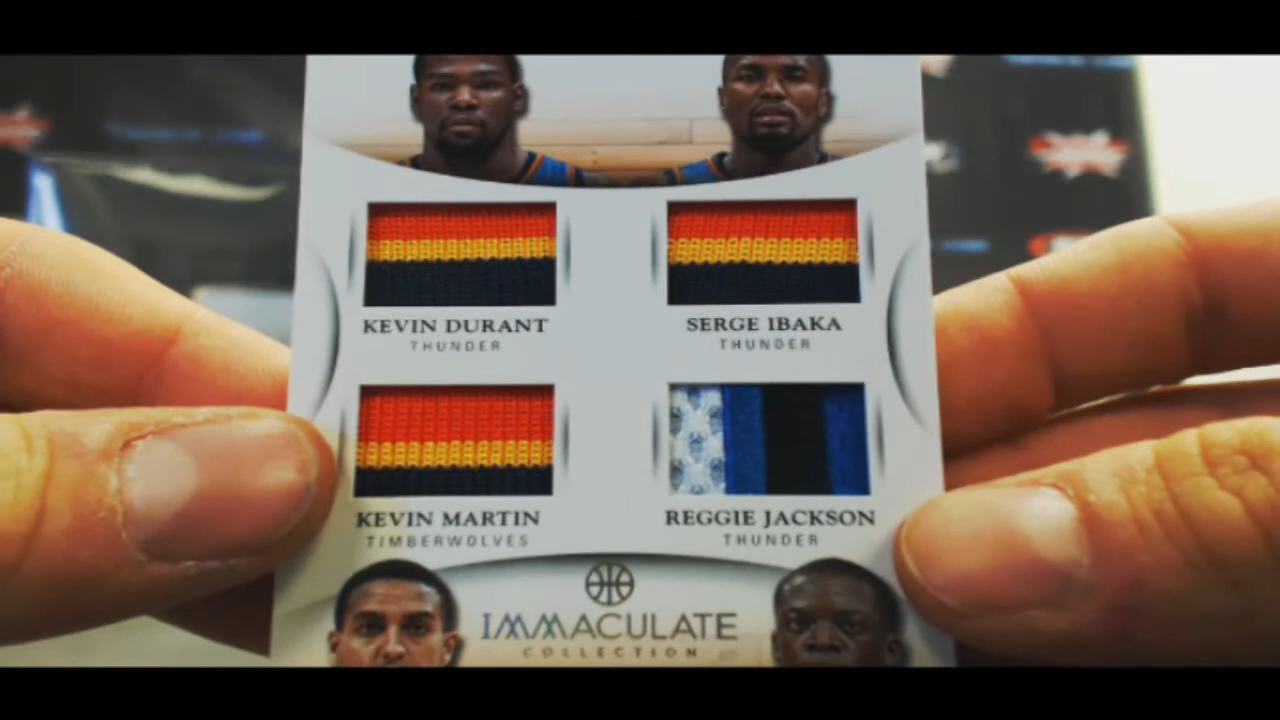 KEVIN DURANT
THUNDER
SERGE IBAKA
THUNDER
KEVIN MARTIN
TIMBERWOLVES
REGGIE JACKSON
THUNDER
IMMACULATE
COLLECTION